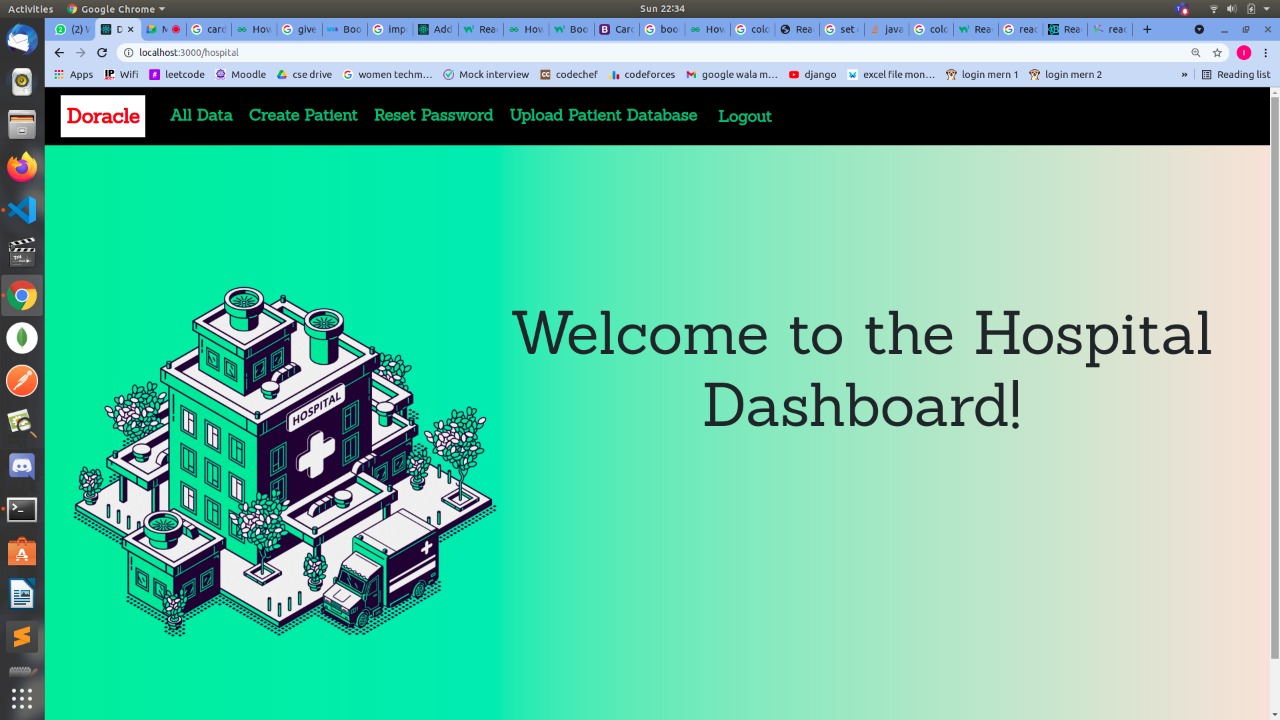 Activities Google Chrome Sun 22:34
(2) D M card How give Boo impo Add Rea How Boo Card boo How colo Rea set java colo Rea reac Rea reac
localhost:3000/hospital
Apps Wifi leetcode Moodle cse drive women techm... Mock interview codechef codeforces google wala m... django excel file mon... login mern 1 login mern 2 » Reading list
Doracle All Data Create Patient Reset Password Upload Patient Database Logout
HOSPITAL
Welcome to the Hospital
Dashboard!